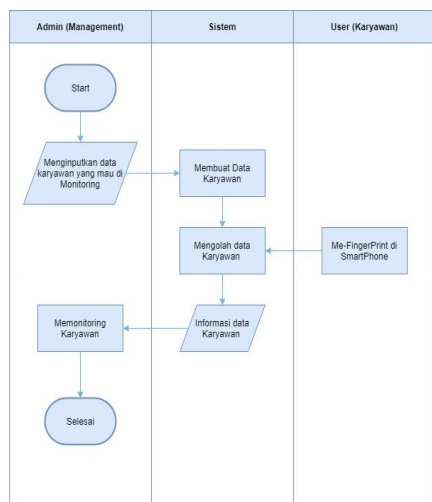 Admin (Management)
Sistem
User (Karyawan)
Start
Menginputkan data
karyawan yang mau di
Monitoring
Membuat Data
Karyawan
Mengolah data
Karyawan
Me-FingerPrint di
SmartPhone
Memonitoring
Karyawan
Informasi data
Karyawan
Selesai